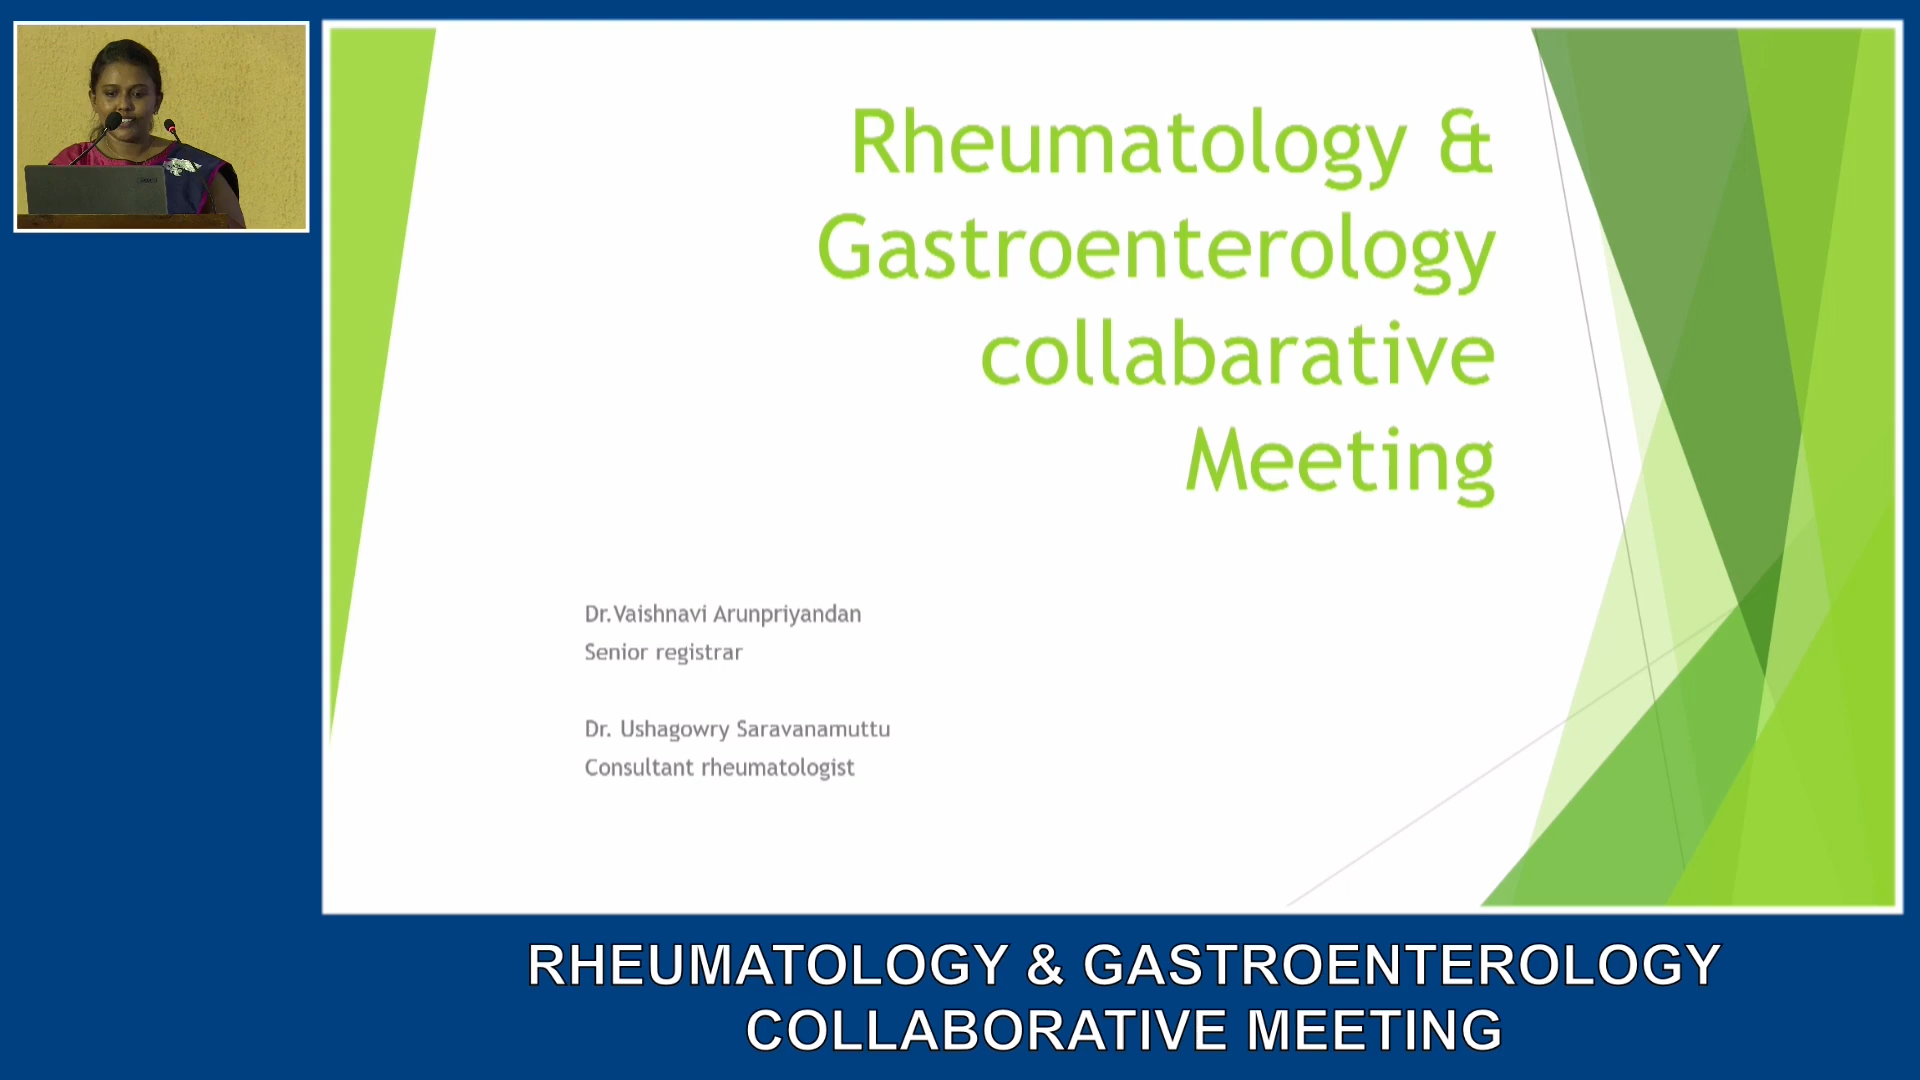 Rheumatology &
Gastroenterology
collabarative
Meeting
Dr.Vaishnavi Arunpriyandan
Senior registrar
Dr. Ushagowry Saravanamuttu
Consultant rheumatologist
RHEUMATOLOGY & GASTROENTEROLOGY
COLLABORATIVE MEETING